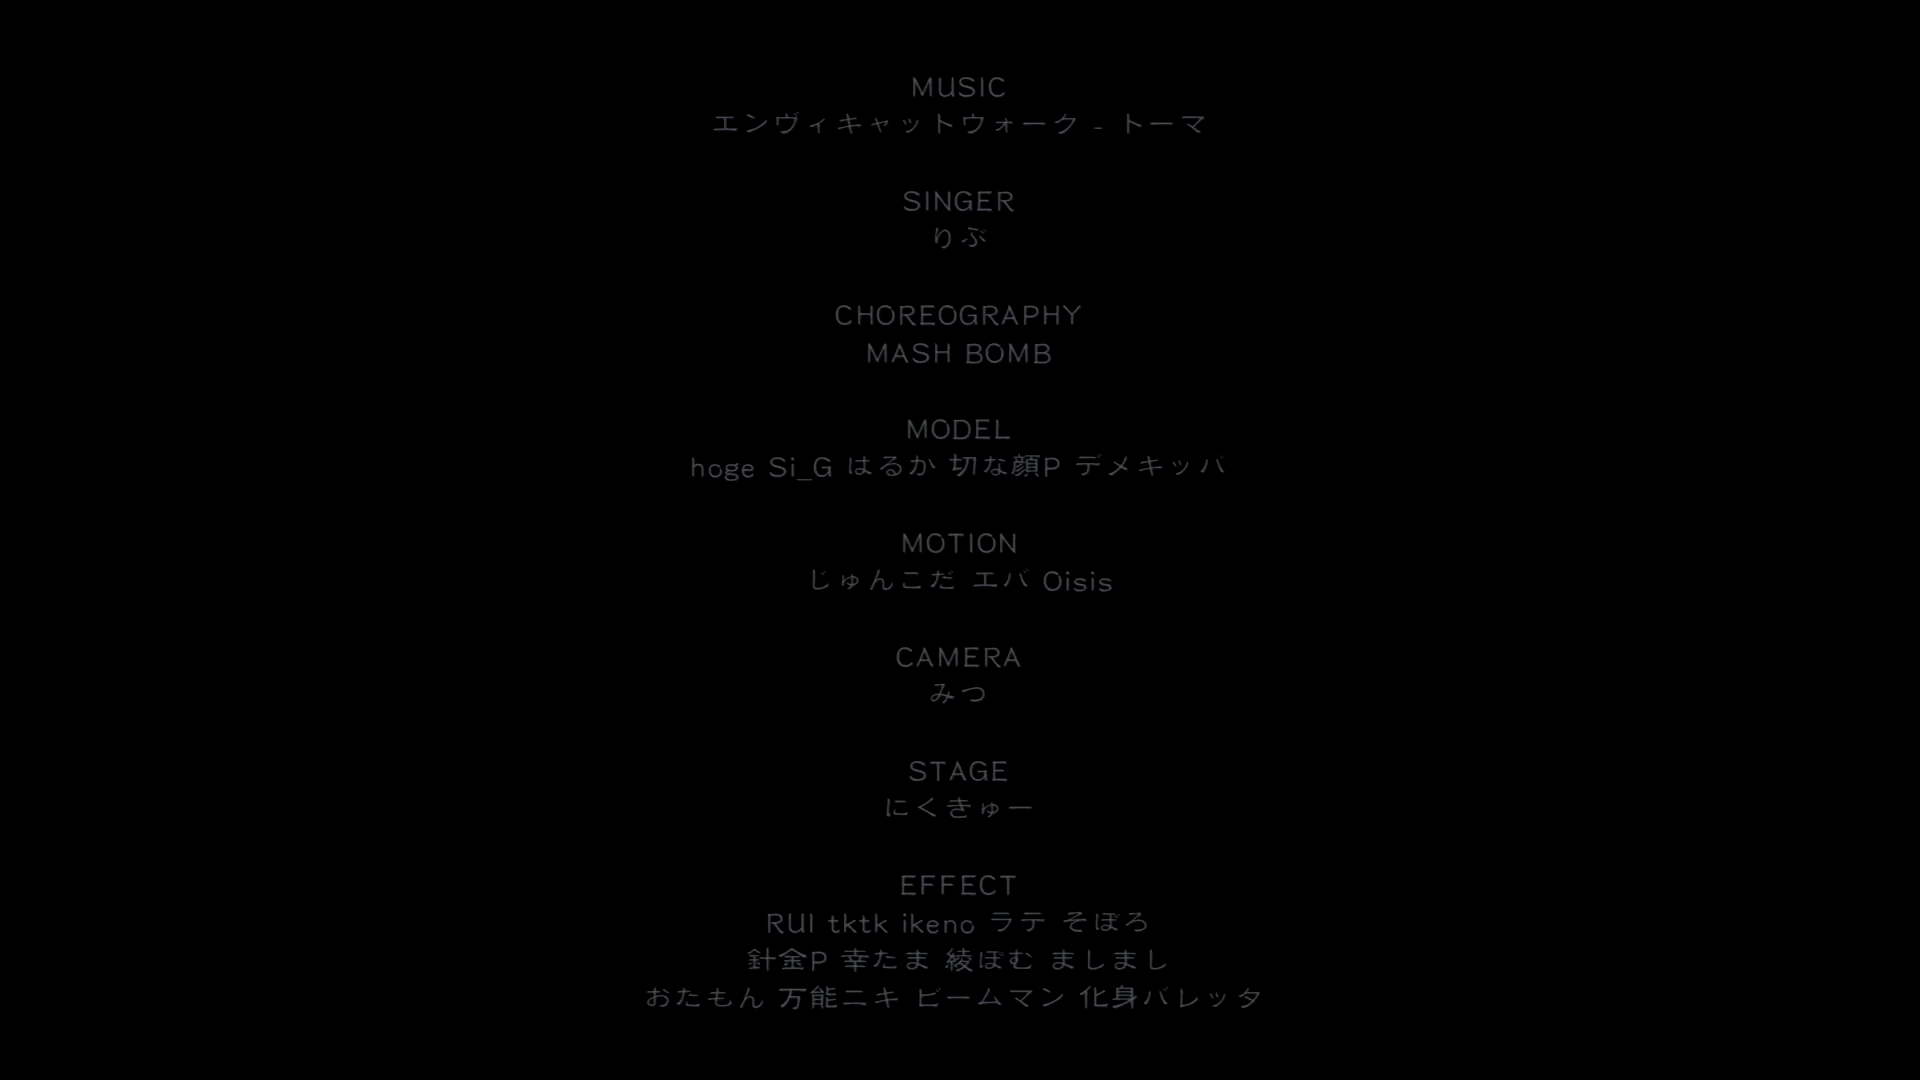 MUSIC
エンヴィキャットウォーク - トーマ
SINGER
りぶ
CHOREOGRAPHY
MASH BOMB
MODEL
hoge Si_G はるか 切な顔P デメキッパ
MOTION
じゅんこだ エバ Oisis
CAMERA
みつ
STAGE
にくきゅー
EFFECT
RUI tktk ikeno ラテ そぼろ
針金P 幸たま 綾ぽむ ましまし
おたもん 万能ニキ ビームマン 化身バレッタ